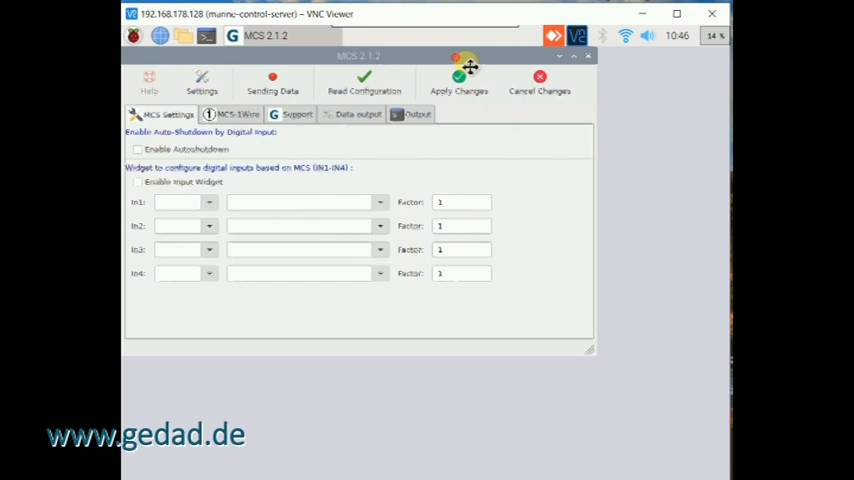 192.168.178.128 (marine-control-server) – VNC Viewer
MCS 2.1.2 10:46 14 %
MCS 2.1.2
Help Settings Sending Data Read Configuration Apply Changes Cancel Changes
MCS Settings MCS-1Wire Support Data output Output
Enable Auto-Shutdown by Digital Input:
Enable Autoshutdown
Widget to configure digital inputs based on MCS (IN1-IN4) :
Enable Input Widget
In1: Factor: 1
In2: Factor: 1
In3: Factor: 1
In4: Factor: 1
www.gedad.de